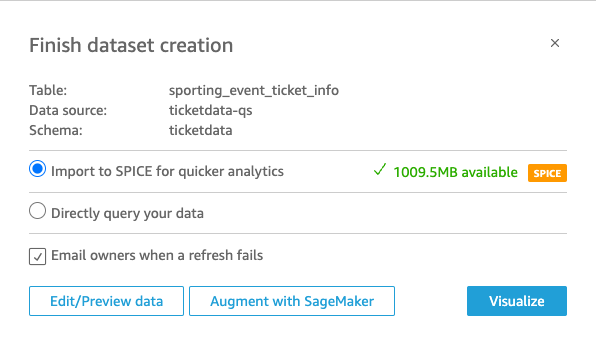 Finish dataset creation
Table: sporting_event_ticket_info
Data source: ticketdata-qs
Schema: ticketdata
Import to SPICE for quicker analytics 1009.5MB available SPICE
Directly query your data
Email owners when a refresh fails
Edit/Preview data Augment with SageMaker Visualize